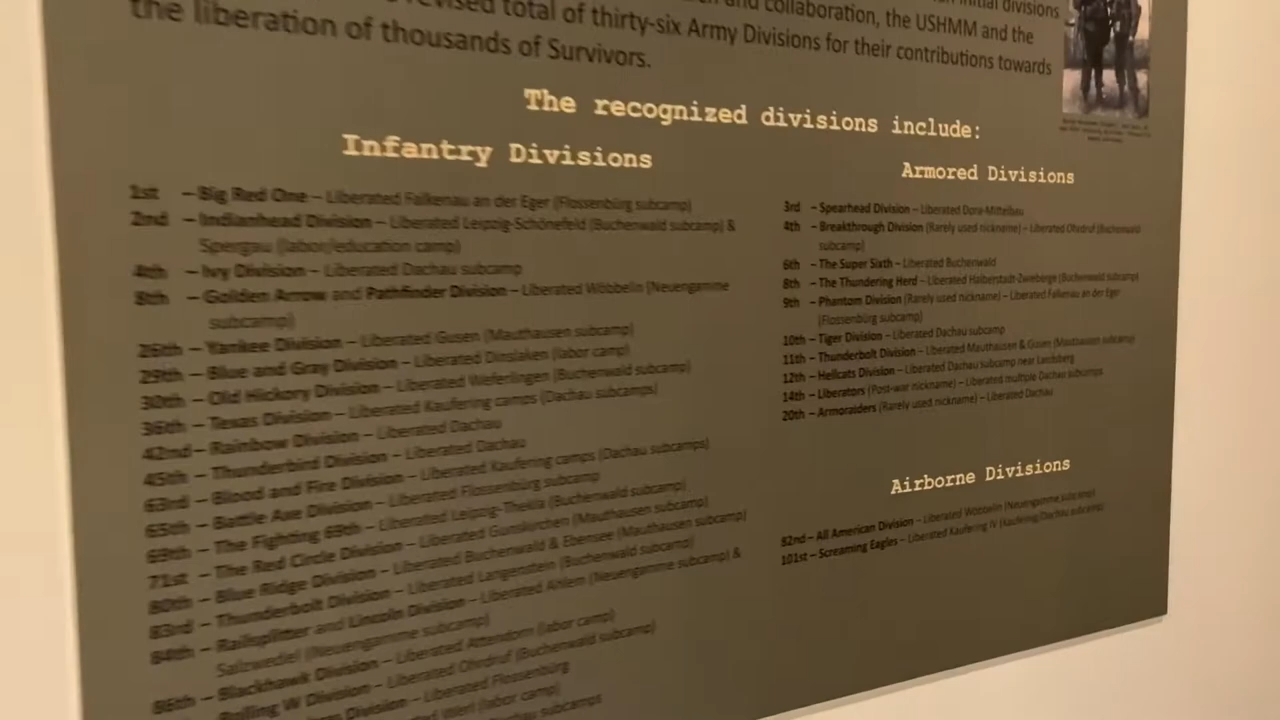 initial divisions
and collaboration, the USHMM and the
revised total of thirty-six Army Divisions for their contributions towards
the liberation of thousands of Survivors.
The recognized divisions include:
Infantry Divisions
1st – Big Red One – Liberated Falkenau an der Eger (Flossenbürg subcamp)
2nd – Indianhead Division – Liberated Leipzig-Schönefeld (Buchenwald subcamp) &
Spergau (labor/education camp)
4th – Ivy Division – Liberated Dachau subcamp
8th – Golden Arrow and Pathfinder Division – Liberated Wöbbelin (Neuengamme
subcamp)
26th – Yankee Division – Liberated Gusen (Mauthausen subcamp)
29th – Blue and Gray Division – Liberated Dinslaken (labor camp)
30th – Old Hickory Division – Liberated Weferlingen (Buchenwald subcamp)
36th – Texas Division – Liberated Kaufering camps (Dachau subcamps)
42nd – Rainbow Division – Liberated Dachau
45th – Thunderbird Division – Liberated Dachau
63rd – Blood and Fire Division – Liberated Kaufering camps (Dachau subcamps)
65th – Battle Axe Division – Liberated Flossenbürg subcamp
69th – The Fighting 69th – Liberated Leipzig-Thekla (Buchenwald subcamp)
71st – The Red Circle Division – Liberated Gunskirchen (Mauthausen subcamp)
80th – Blue Ridge Division – Liberated Buchenwald & Ebensee (Mauthausen subcamp)
83rd – Thunderbolt Division – Liberated Langenstein (Buchenwald subcamp)
84th – Railsplitter and Lincoln Division – Liberated Ahlem (Neuengamme subcamp) &
Salzwedel (Neuengamme subcamp)
86th – Blackhawk Division – Liberated Attendorn (labor camp)
Rolling W Division – Liberated Ohrdruf (Buchenwald subcamp)
Division – Liberated Flossenbürg
Werl (labor camp)
Dachau subcamps
Armored Divisions
3rd – Spearhead Division – Liberated Dora-Mittelbau
4th – Breakthrough Division (Rarely used nickname) – Liberated Ohrdruf (Buchenwald
subcamp)
6th – The Super Sixth – Liberated Buchenwald
8th – The Thundering Herd – Liberated Halberstadt-Zwieberge (Buchenwald subcamp)
9th – Phantom Division (Rarely used nickname) – Liberated Falkenau an der Eger
(Flossenbürg subcamp)
10th – Tiger Division – Liberated Dachau subcamp
11th – Thunderbolt Division – Liberated Mauthausen & Gusen (Mauthausen subcamp)
12th – Hellcats Division – Liberated Dachau subcamp near Landsberg
14th – Liberators (Post-war nickname) – Liberated multiple Dachau subcamps
20th – Armoraiders (Rarely used nickname) – Liberated Dachau
Airborne Divisions
82nd – All American Division – Liberated Wöbbelin (Neuengamme subcamp)
101st – Screaming Eagles – Liberated Kaufering IV (Kaufering/Dachau subcamp)